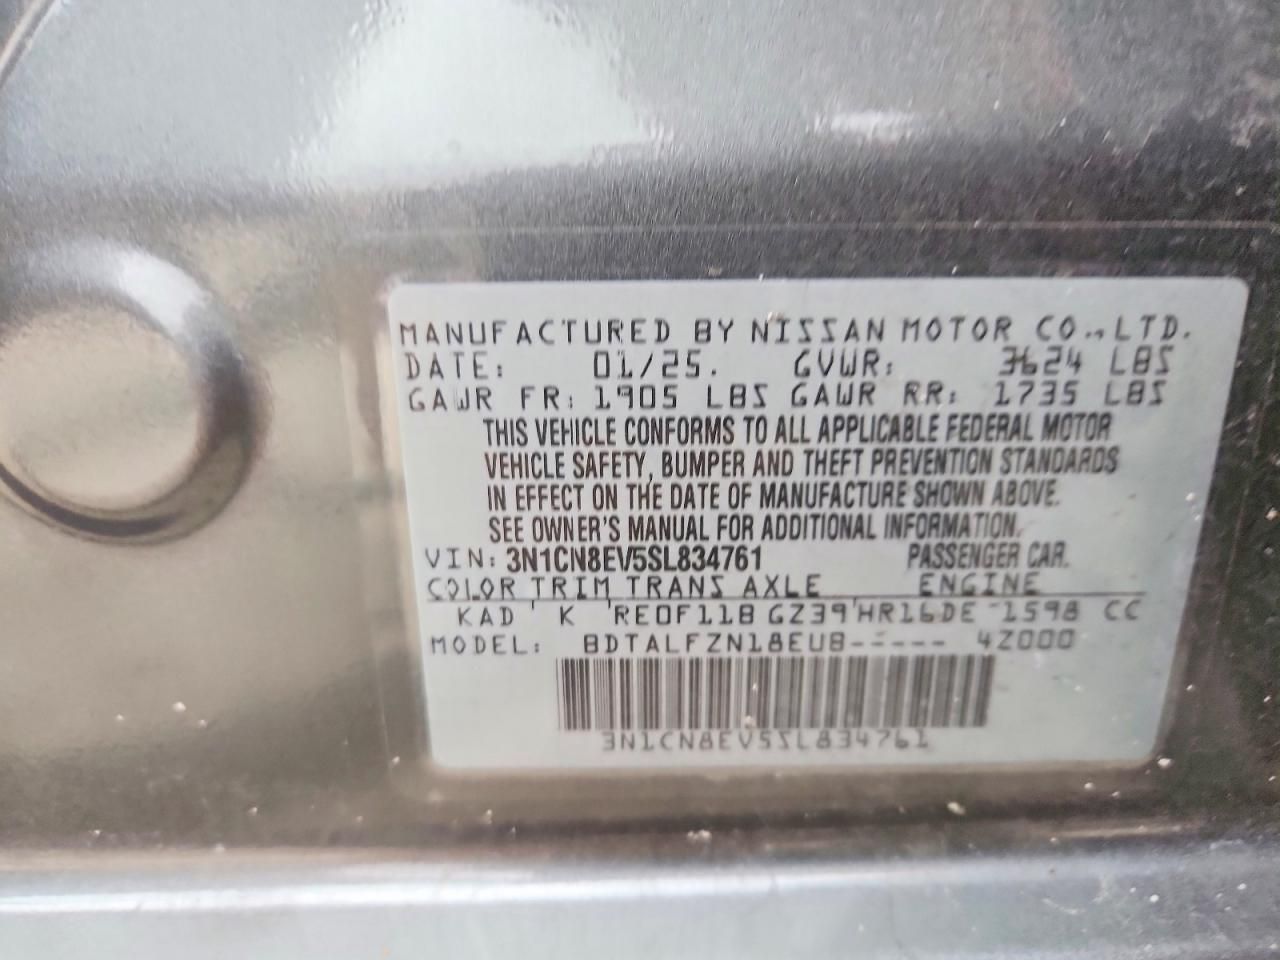 MANUFACTURED BY NISSAN MOTOR CO.,LTD.
DATE: 01/25. GVWR: 3624 LBS
GAWR FR: 1905 LBS GAWR RR: 1735 LBS
THIS VEHICLE CONFORMS TO ALL APPLICABLE FEDERAL MOTOR
VEHICLE SAFETY, BUMPER AND THEFT PREVENTION STANDARDS
IN EFFECT ON THE DATE OF MANUFACTURE SHOWN ABOVE.
SEE OWNER'S MANUAL FOR ADDITIONAL INFORMATION.
VIN: 3N1CN8EV5SL834761 PASSENGER CAR.
COLOR TRIM TRANS AXLE ENGINE
KAD K RE0F11B GZ39 HR16DE 1598 CC
MODEL: BDTALFZN18EUB----- 4Z000
3N1CN8EV5SL834761